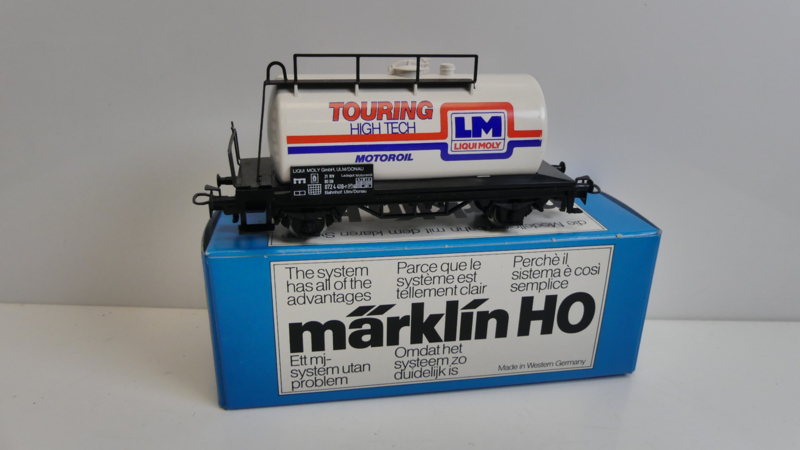 TOURING
HIGH TECH
LM
LIQUI MOLY
MOTOROIL
LIQUI MOLY GmbH, ULM/DONAU
Bahnhof Ulm/Donau
The system
has all of the
advantages
Parce que le
système est
tellement clair
Perchè il
sistema è così
semplice
märklin HO
Ett mj-
system utan
problem
Omdat het
systeem zo
duidelijk is
Made in Western Germany